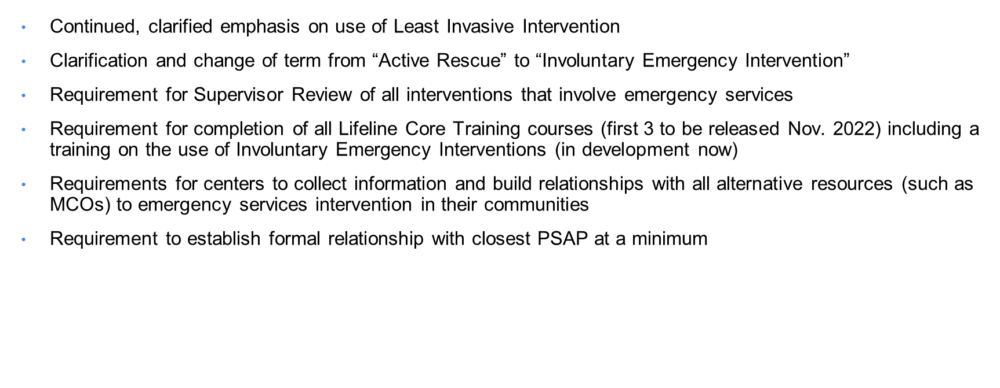 • Continued, clarified emphasis on use of Least Invasive Intervention
• Clarification and change of term from “Active Rescue” to “Involuntary Emergency Intervention”
• Requirement for Supervisor Review of all interventions that involve emergency services
• Requirement for completion of all Lifeline Core Training courses (first 3 to be released Nov. 2022) including a
training on the use of Involuntary Emergency Interventions (in development now)
• Requirements for centers to collect information and build relationships with all alternative resources (such as
MCOs) to emergency services intervention in their communities
• Requirement to establish formal relationship with closest PSAP at a minimum